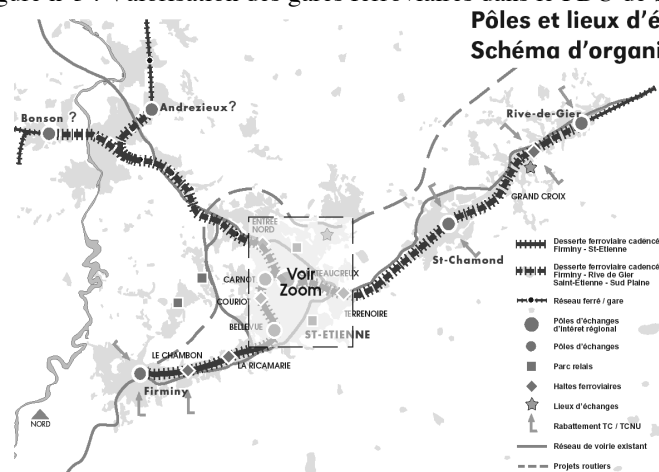 Pôles et lieux d'é
Schéma d'organi
Andrezieux ?
Bonson ?
Rive-de-Gier
GRAND CROIX
St-Chamond
ENTRÉE
NORD
CARNOT
Voir
Zoom
TEAUCREUX
COURIOT
TERRENOIRE
BELLEVUE
ST-ETIENNE
LE CHAMBON
LA RICAMARIE
Firminy
NORD
Desserte ferroviaire cadencé
Firminy - St-Etienne
Desserte ferroviaire cadencé
Firminy - Rive de Gier
Saint-Étienne - Sud Plaine
Réseau ferré / gare
Pôles d'échanges
d'intéret régional
Pôles d'échanges
Parc relais
Haltes ferroviaires
Lieux d'échanges
Rabattement TC / TCNU
Réseau de voirie existant
Projets routiers